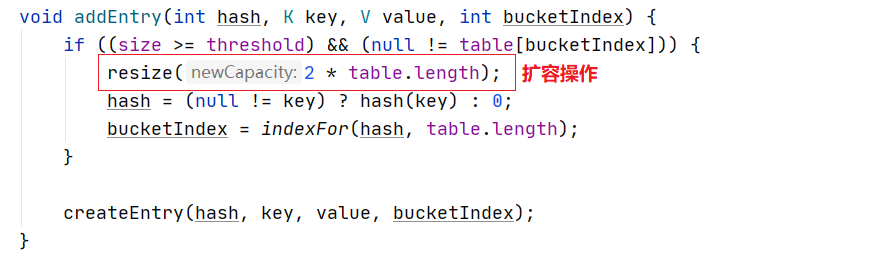 void addEntry(int hash, K key, V value, int bucketIndex) {
    if ((size >= threshold) && (null != table[bucketIndex])) {
        resize( newCapacity: 2 * table.length); 扩容操作
        hash = (null != key) ? hash(key) : 0;
        bucketIndex = indexFor(hash, table.length);
    }
    createEntry(hash, key, value, bucketIndex);
}